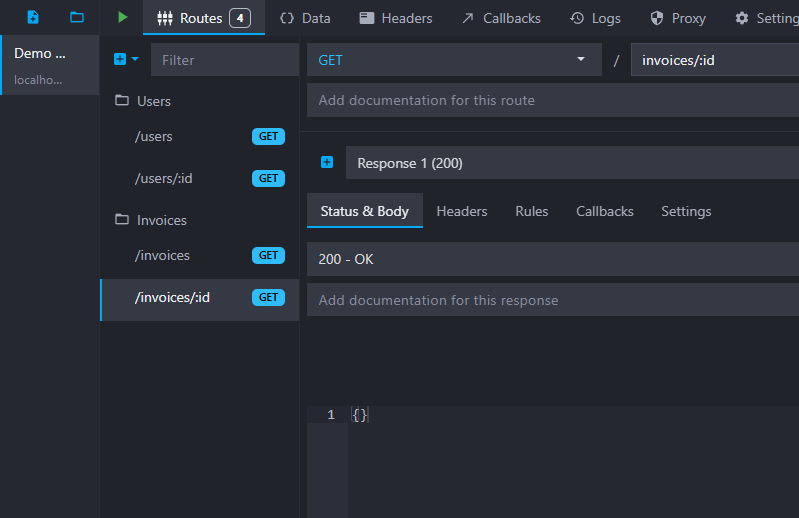 Routes 4 Data Headers Callbacks Logs Proxy Setting
Demo ...
localho...
Filter
Users
/users GET
/users/:id GET
Invoices
/invoices GET
/invoices/:id GET
GET / invoices/:id
Add documentation for this route
Response 1 (200)
Status & Body Headers Rules Callbacks Settings
200 - OK
Add documentation for this response
1 {}